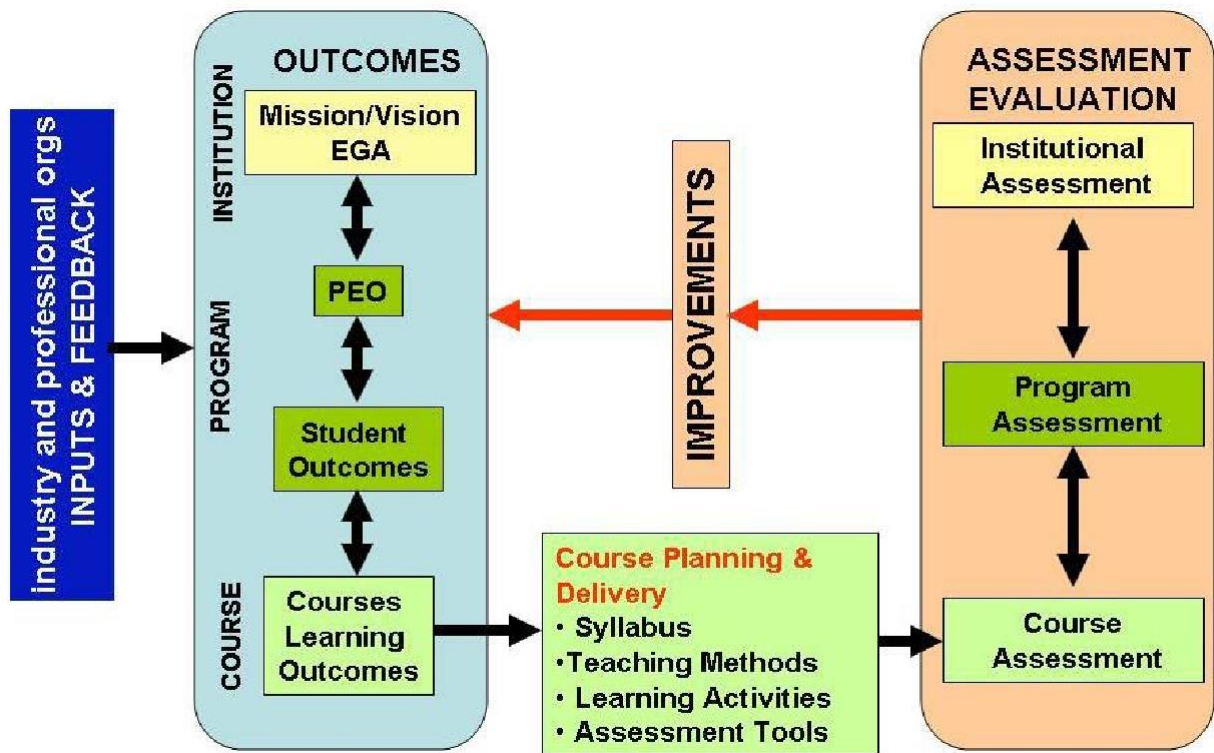 industry and professional orgs
INPUTS & FEEDBACK
OUTCOMES
INSTITUTION
Mission/Vision
EGA
PROGRAM
PEO
Student
Outcomes
COURSE
Courses
Learning
Outcomes
Course Planning &
Delivery
• Syllabus
•Teaching Methods
• Learning Activities
• Assessment Tools
IMPROVEMENTS
ASSESSMENT
EVALUATION
Institutional
Assessment
Program
Assessment
Course
Assessment